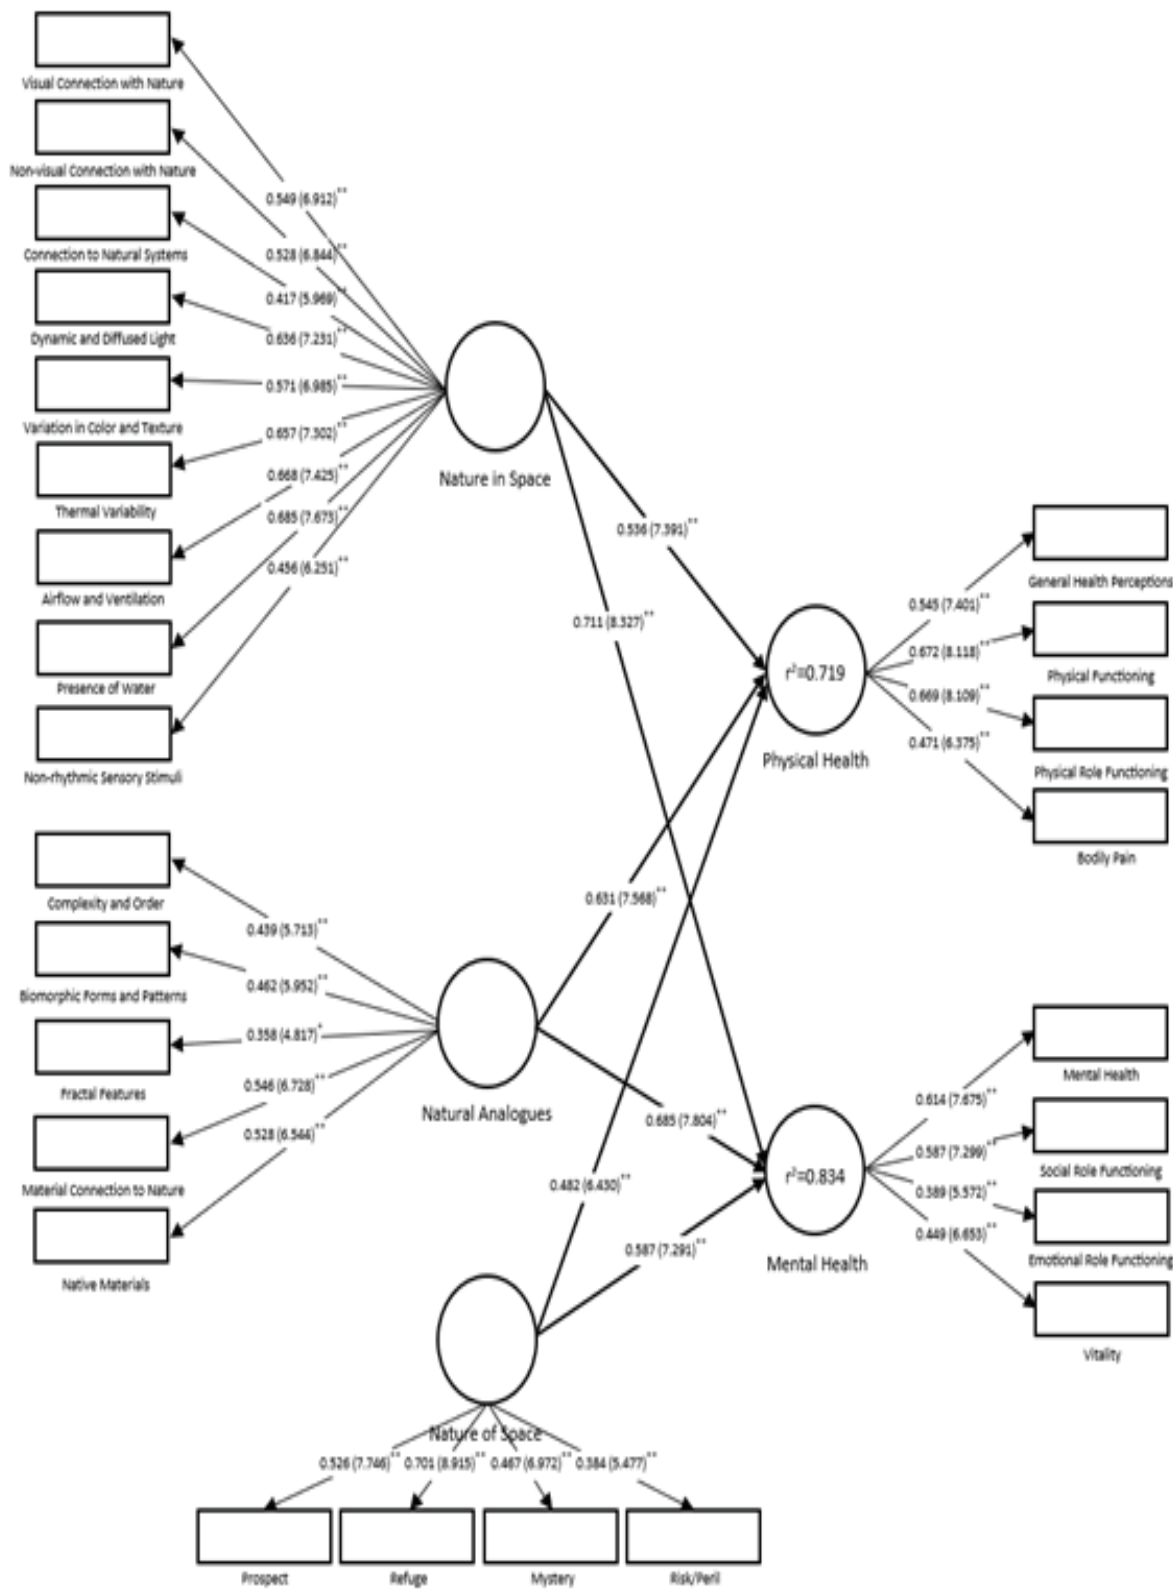 Visual Connection with Nature
Non-visual Connection with Nature
Connection to Natural Systems
Dynamic and Diffused Light
Variation in Color and Texture
Thermal Variability
Airflow and Ventilation
Presence of Water
Non-rhythmic Sensory Stimuli
0.549 (6.912)**
0.528 (6.844)**
0.417 (5.969)**
0.636 (7.231)**
0.571 (6.985)**
0.657 (7.302)**
0.668 (7.425)**
0.685 (7.673)**
0.456 (6.251)**
Nature in Space
0.536 (7.391)**
0.711 (8.327)**
r²=0.719
Physical Health
0.545 (7.401)**
0.672 (8.118)**
0.669 (8.109)**
0.471 (6.375)**
General Health Perceptions
Physical Functioning
Physical Role Functioning
Bodily Pain
Complexity and Order
Biomorphic Forms and Patterns
Fractal Features
Material Connection to Nature
Native Materials
0.439 (5.713)**
0.462 (5.952)**
0.358 (4.817)*
0.546 (6.728)**
0.528 (6.544)**
Natural Analogues
0.631 (7.568)**
0.685 (7.804)**
0.482 (6.430)**
0.587 (7.291)**
r²=0.834
Mental Health
0.614 (7.675)**
0.587 (7.299)**
0.389 (5.572)**
0.449 (6.653)**
Mental Health
Social Role Functioning
Emotional Role Functioning
Vitality
Nature of Space
0.526 (7.746)** 0.701 (8.915)** 0.467 (6.972)** 0.384 (5.477)**
Prospect Refuge Mystery Risk/Peril